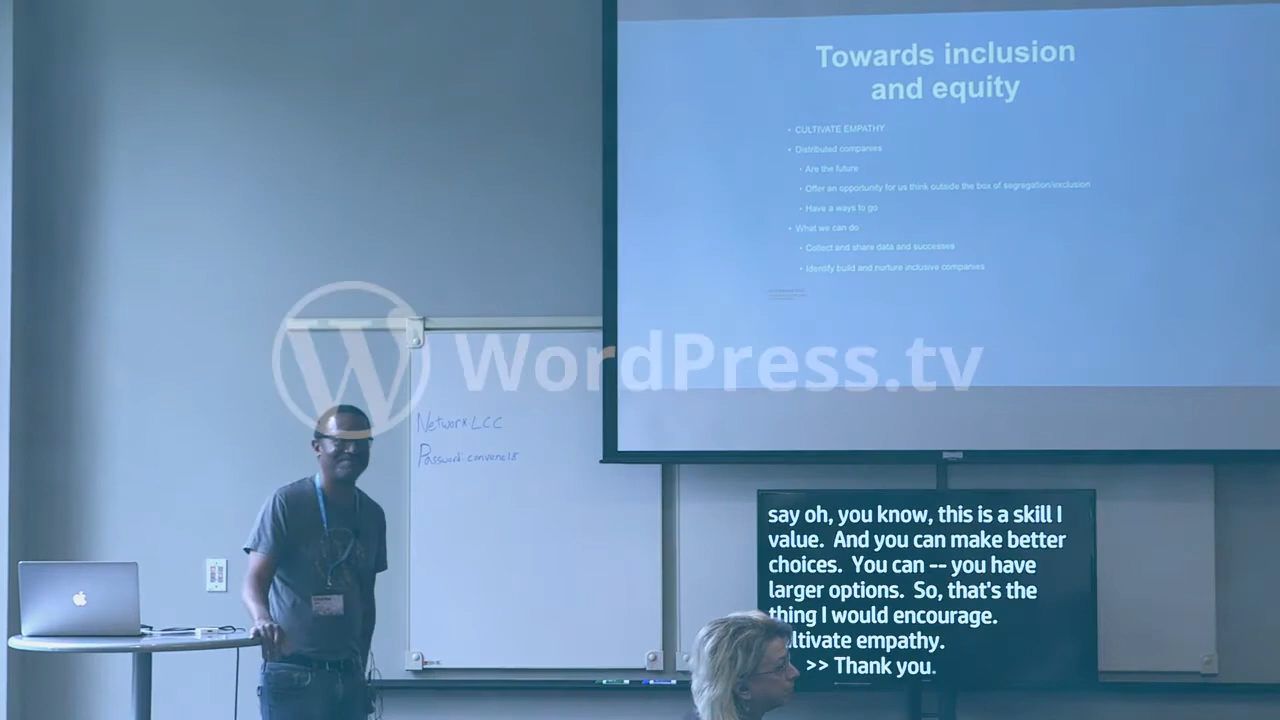 Towards inclusion
and equity
• CULTIVATE EMPATHY
• Distributed companies
• Are the future
• Offer an opportunity for us think outside the box of segregation/exclusion
• Have a ways to go
• What we can do
• Collect and share data and successes
• Identify build and nurture inclusive companies
WordPress.tv
Networx LCC
Password: convene18
say oh, you know, this is a skill I
value. And you can make better
choices. You can -- you have
larger options. So, that's the
thing I would encourage.
ltivate empathy.
>> Thank you.